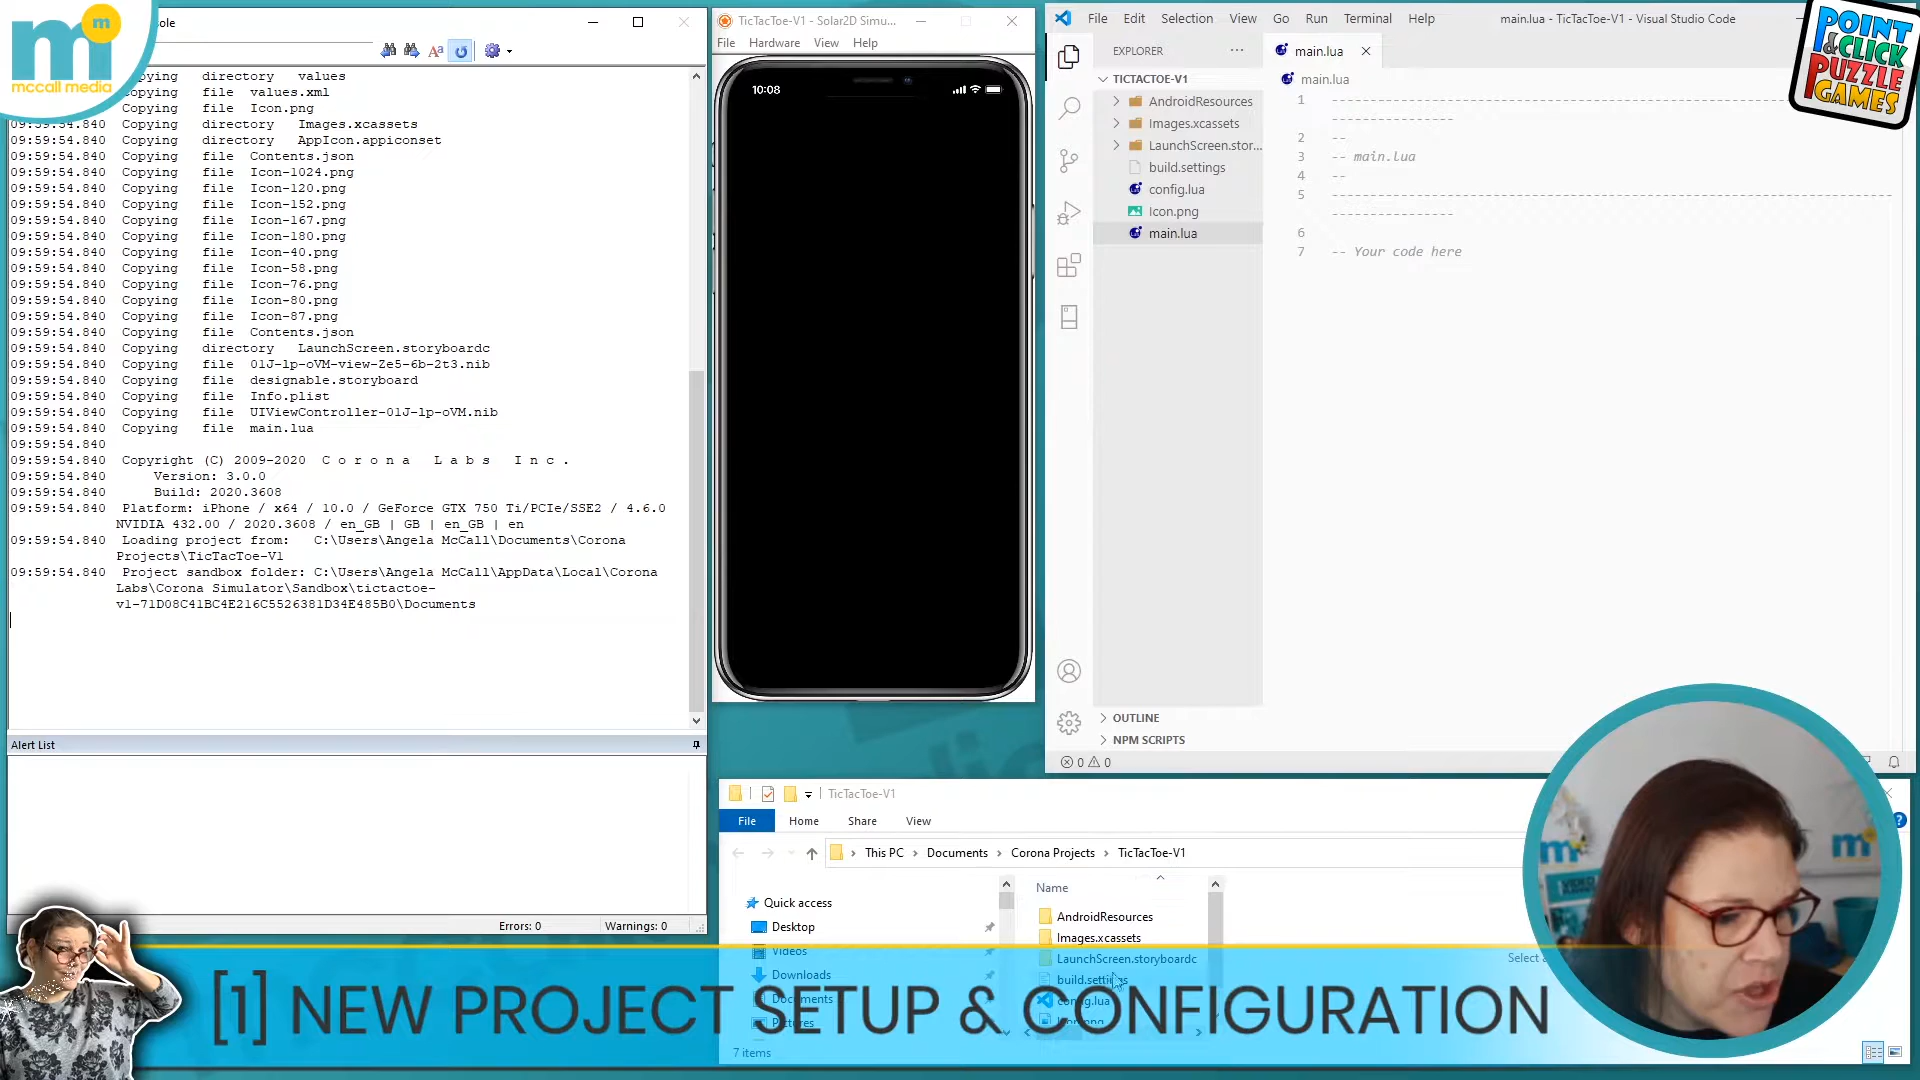 mm
mccall media
ole
Copying directory values
Copying file values.xml
Copying file Icon.png
09:59:54.840 Copying directory Images.xcassets
09:59:54.840 Copying directory AppIcon.appiconset
09:59:54.840 Copying file Contents.json
09:59:54.840 Copying file Icon-1024.png
09:59:54.840 Copying file Icon-120.png
09:59:54.840 Copying file Icon-152.png
09:59:54.840 Copying file Icon-167.png
09:59:54.840 Copying file Icon-180.png
09:59:54.840 Copying file Icon-40.png
09:59:54.840 Copying file Icon-58.png
09:59:54.840 Copying file Icon-76.png
09:59:54.840 Copying file Icon-80.png
09:59:54.840 Copying file Icon-87.png
09:59:54.840 Copying file Contents.json
09:59:54.840 Copying directory LaunchScreen.storyboardc
09:59:54.840 Copying file 01J-lp-oVM-view-Ze5-6b-2t3.nib
09:59:54.840 Copying file designable.storyboard
09:59:54.840 Copying file Info.plist
09:59:54.840 Copying file UIViewController-01J-lp-oVM.nib
09:59:54.840 Copying file main.lua
09:59:54.840
09:59:54.840 Copyright (C) 2009-2020 C o r o n a L a b s I n c .
09:59:54.840 Version: 3.0.0
09:59:54.840 Build: 2020.3608
09:59:54.840 Platform: iPhone / x64 / 10.0 / GeForce GTX 750 Ti/PCIe/SSE2 / 4.6.0
NVIDIA 432.00 / 2020.3608 / en_GB | GB | en_GB | en
09:59:54.840 Loading project from: C:\Users\Angela McCall\Documents\Corona
Projects\TicTacToe-V1
09:59:54.840 Project sandbox folder: C:\Users\Angela McCall\AppData\Local\Corona
Labs\Corona Simulator\Sandbox\tictactoe-
v1-71D08C41BC4E216C5526381D34E485B0\Documents
Alert List
Errors: 0 Warnings: 0
TicTacToe-V1 - Solar2D Simu...
File Hardware View Help
10:08
File Edit Selection View Go Run Terminal Help main.lua - TicTacToe-V1 - Visual Studio Code
EXPLORER ···
TICTACTOE-V1
AndroidResources
Images.xcassets
LaunchScreen.stor...
build.settings
config.lua
Icon.png
main.lua
OUTLINE
NPM SCRIPTS
0 0
main.lua
main.lua
1 ------------------------------------------------------------------------------
2 --
3 -- main.lua
4 --
5 ------------------------------------------------------------------------------
6
7 -- Your code here
POINT
&CLICK
PUZZLE
GAMES
TicTacToe-V1
File Home Share View
This PC > Documents > Corona Projects > TicTacToe-V1
Quick access
Desktop
Videos
Downloads
Documents
Pictures
Name
AndroidResources
Images.xcassets
LaunchScreen.storyboardc
build.settings
config.lua
Icon.png
Select a
7 items
[1] NEW PROJECT SETUP & CONFIGURATION